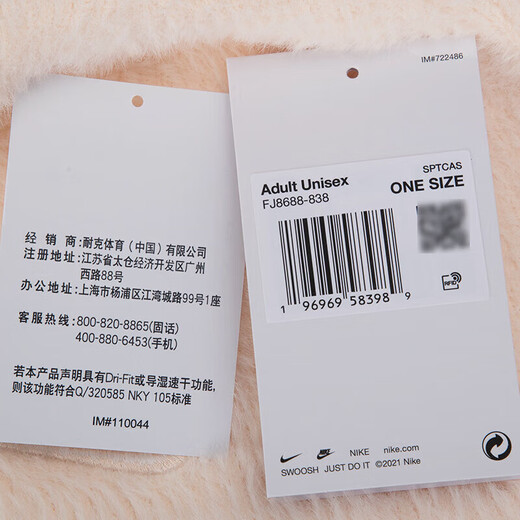 经 销 商：耐克体育（中国）有限公司
注册地址：江苏省太仓经济开发区广州
西路88号
办公地址：上海市杨浦区江湾城路99号1座
客服热线：800-820-8865(固话)
400-880-6453(手机)
若本产品声明具有Dri-Fit或导湿速干功能,
则该功能符合Q/320585 NKY 105标准
IM#110044
IM#722486
SPTCAS
Adult Unisex ONE SIZE
FJ8688-838
1 96969 58398 9
RFID
NIKE nike.com
SWOOSH JUST DO IT ©2021 Nike